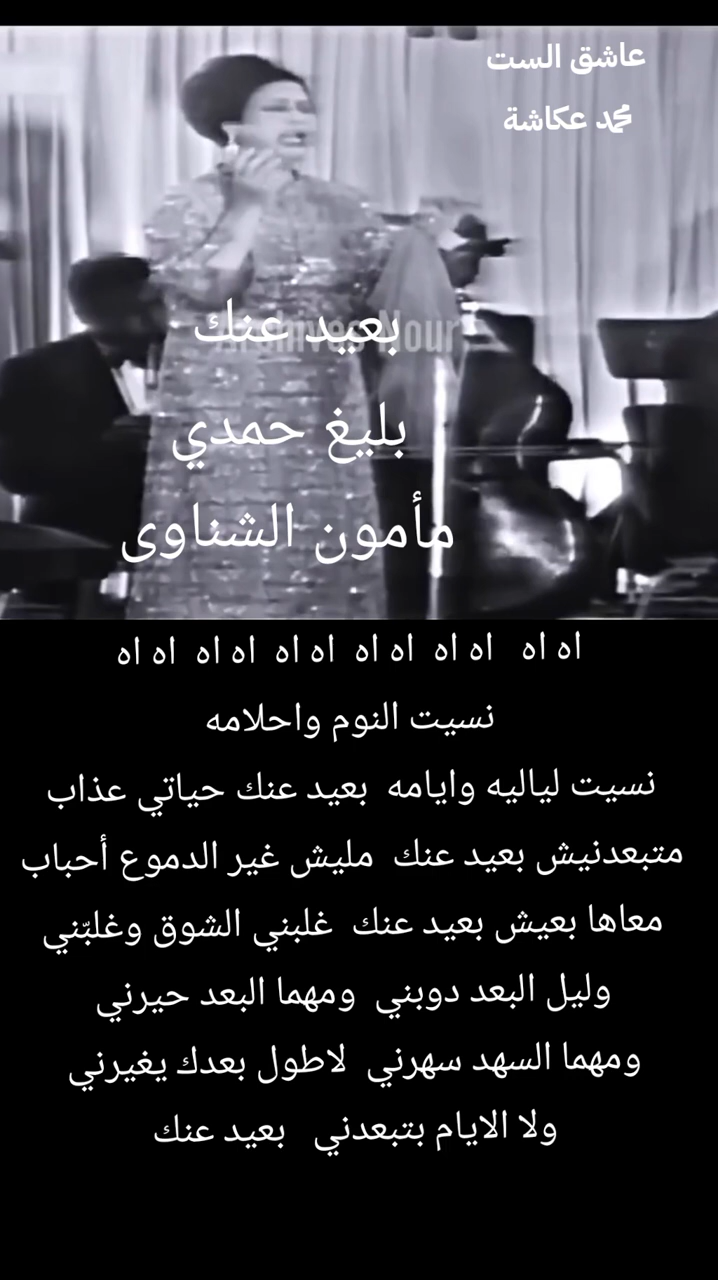 عاشق الست
محمد عكاشة
بعيد عنك
Archives Nour
بليغ حمدي
مأمون الشناوى
اه اه اه اه اه اه اه اه اه اه اه اه
نسيت النوم واحلامه
نسيت لياليه وايامه بعيد عنك حياتي عذاب
متبعدنيش بعيد عنك مليش غير الدموع أحباب
معاها بعيش بعيد عنك غلبني الشوق وغلبّني
وليل البعد دوبني ومهما البعد حيرني
ومهما السهد سهرني لاطول بعدك يغيرني
ولا الايام بتبعدني بعيد عنك